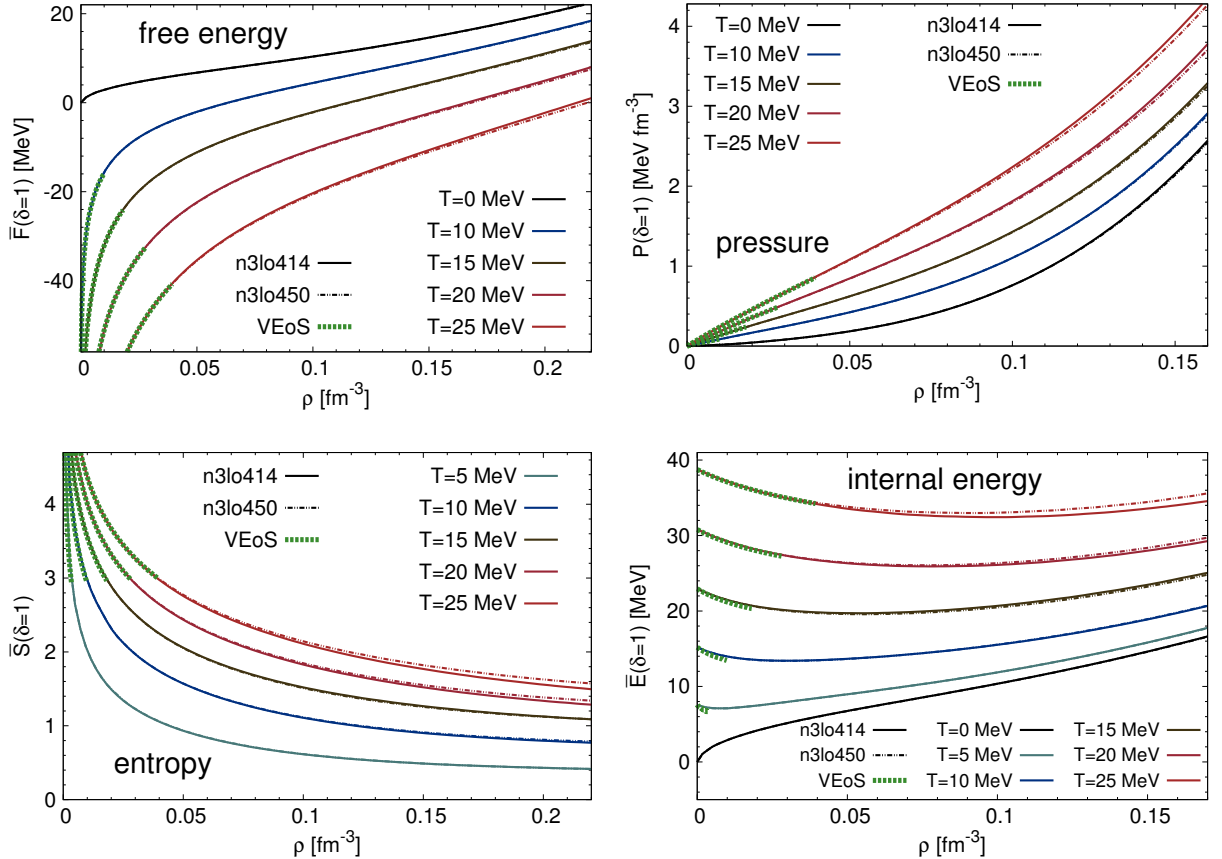 free energy
F̅(δ=1) [MeV]
20
0
-20
-40
n3lo414
n3lo450
VEoS
T=0 MeV
T=10 MeV
T=15 MeV
T=20 MeV
T=25 MeV
0 0.05 0.1 0.15 0.2
ρ [fm⁻³]
P(δ=1) [MeV fm⁻³]
4
3
2
1
0
T=0 MeV
T=10 MeV
T=15 MeV
T=20 MeV
T=25 MeV
n3lo414
n3lo450
VEoS
pressure
0 0.05 0.1 0.15
ρ [fm⁻³]
S̅(δ=1)
4
3
2
1
0
n3lo414
n3lo450
VEoS
T=5 MeV
T=10 MeV
T=15 MeV
T=20 MeV
T=25 MeV
entropy
0 0.05 0.1 0.15 0.2
ρ [fm⁻³]
internal energy
E̅(δ=1) [MeV]
40
30
20
10
0
n3lo414 T=0 MeV T=15 MeV
n3lo450 T=5 MeV T=20 MeV
VEoS T=10 MeV T=25 MeV
0 0.05 0.1 0.15
ρ [fm⁻³]